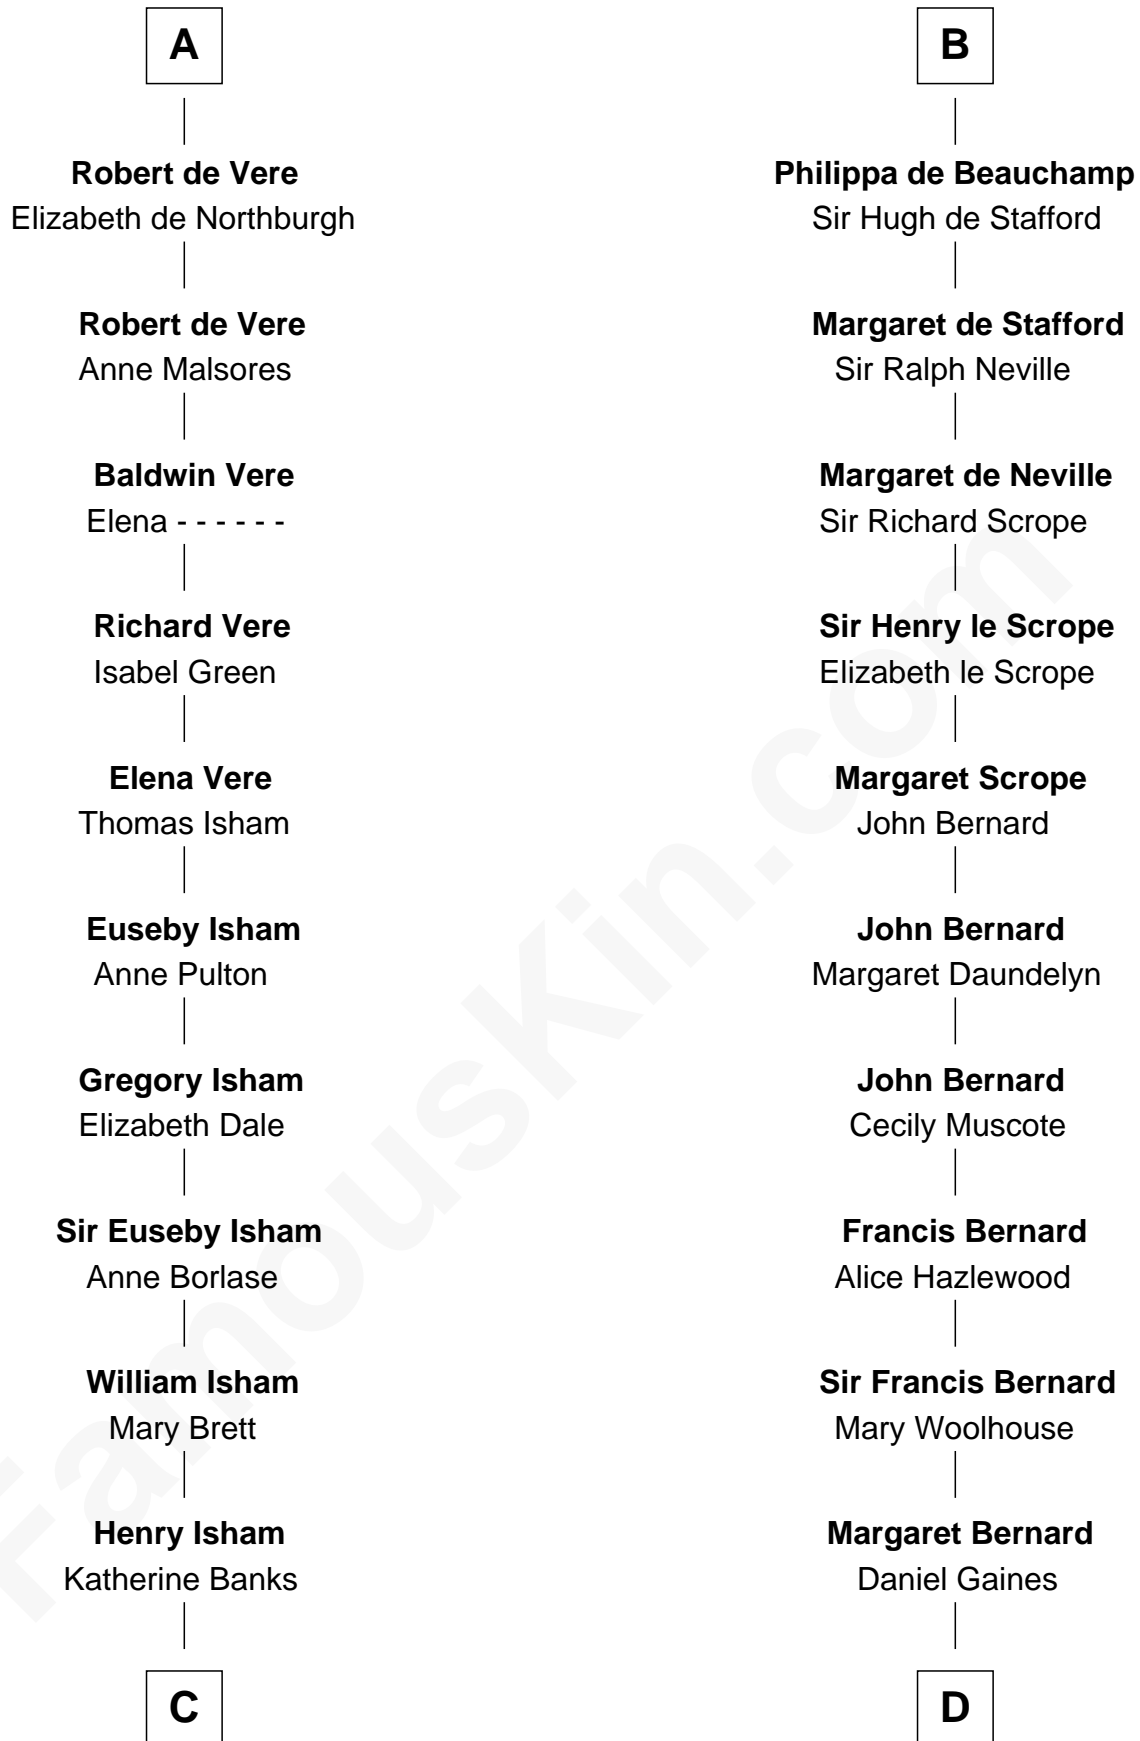 A
Robert de Vere
Elizabeth de Northburgh
Robert de Vere
Anne Malsores
Baldwin Vere
Elena - - - - - -
Richard Vere
Isabel Green
Elena Vere
Thomas Isham
Euseby Isham
Anne Pulton
Gregory Isham
Elizabeth Dale
Sir Euseby Isham
Anne Borlase
William Isham
Mary Brett
Henry Isham
Katherine Banks
C
B
Philippa de Beauchamp
Sir Hugh de Stafford
Margaret de Stafford
Sir Ralph Neville
Margaret de Neville
Sir Richard Scrope
Sir Henry le Scrope
Elizabeth le Scrope
Margaret Scrope
John Bernard
John Bernard
Margaret Daundelyn
John Bernard
Cecily Muscote
Francis Bernard
Alice Hazlewood
Sir Francis Bernard
Mary Woolhouse
Margaret Bernard
Daniel Gaines
D
FamousKin.com